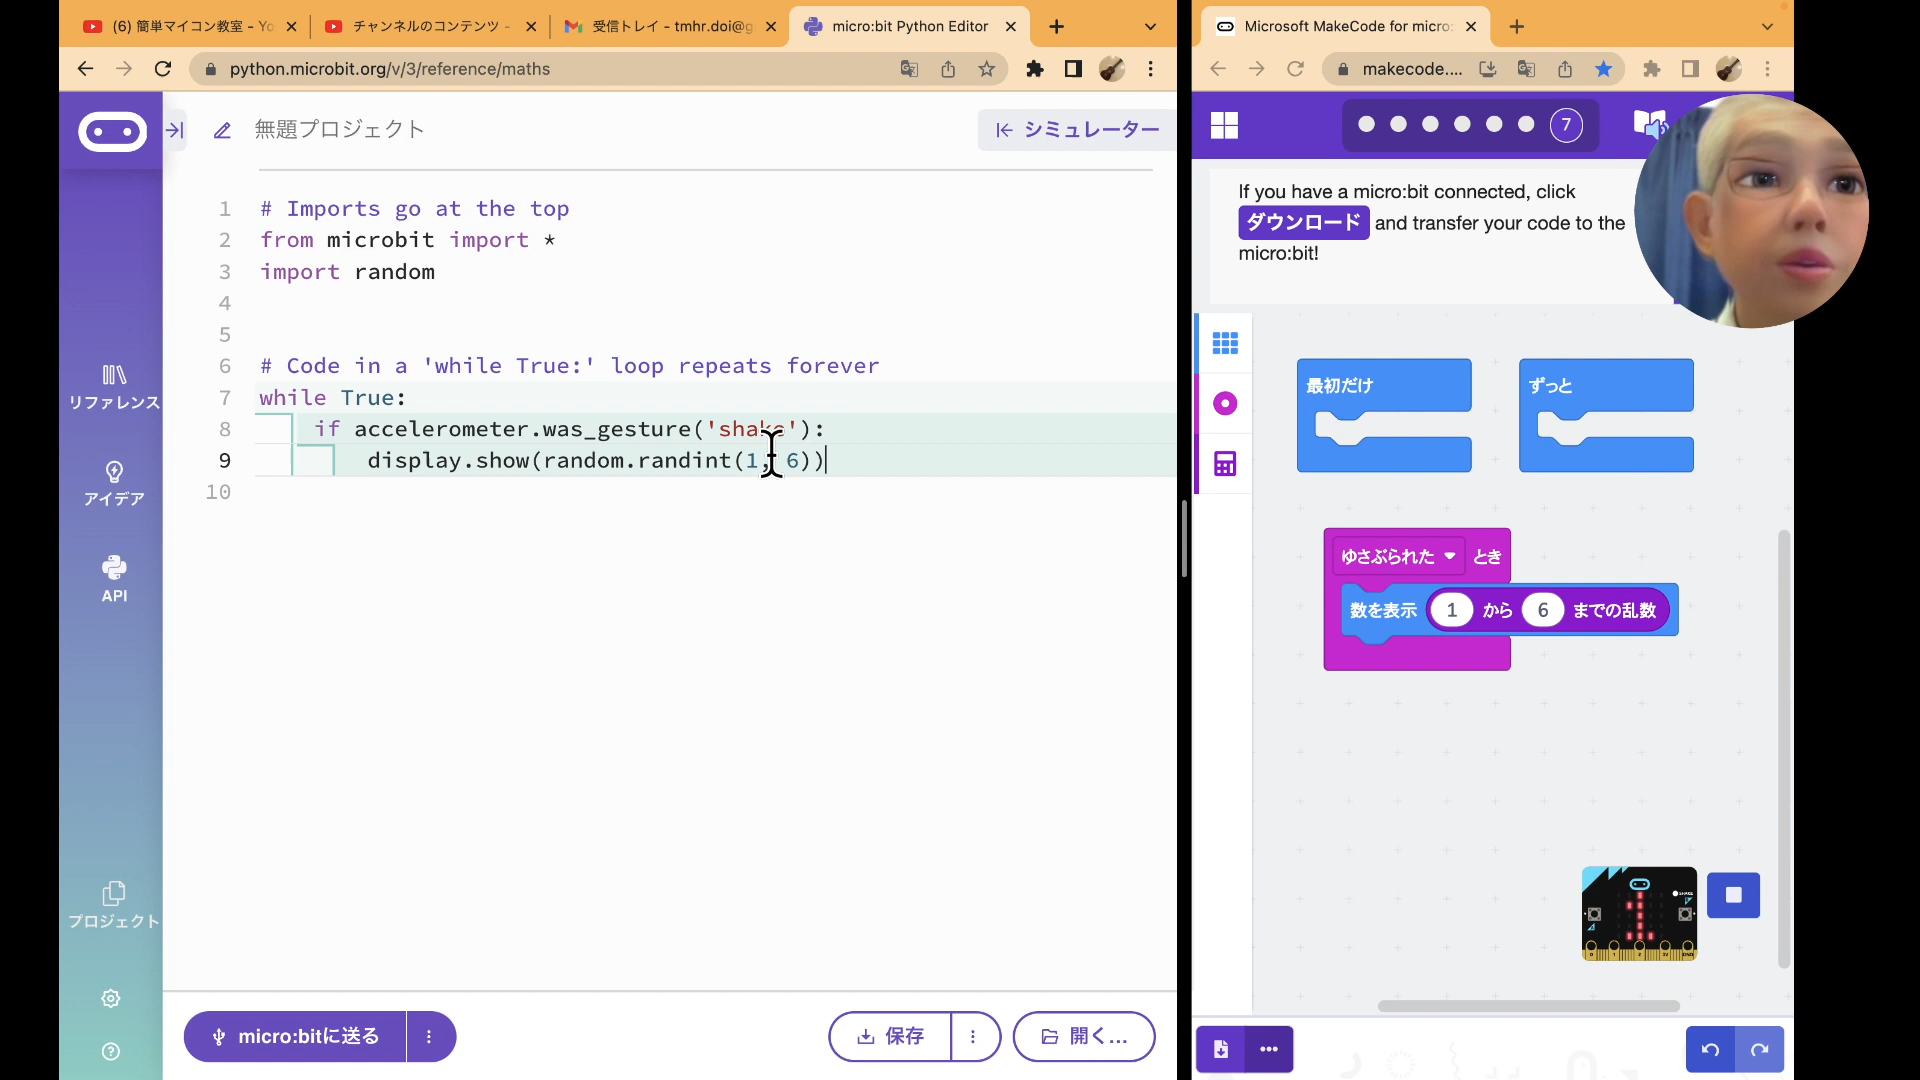 (6) 簡単マイコン教室 - Yo
チャンネルのコンテンツ -
受信トレイ - tmhr.doi@g
micro:bit Python Editor
python.microbit.org/v/3/reference/maths
無題プロジェクト
シミュレーター
1 # Imports go at the top
2 from microbit import *
3 import random
4
5
6 # Code in a 'while True:' loop repeats forever
7 while True:
8 if accelerometer.was_gesture('shake'):
9 display.show(random.randint(1, 6))
10
リファレンス
アイデア
API
プロジェクト
micro:bitに送る
保存
開く...
Microsoft MakeCode for micro:
makecode....
7
If you have a micro:bit connected, click
ダウンロード and transfer your code to the
micro:bit!
最初だけ
ずっと
ゆさぶられた とき
数を表示 1 から 6 までの乱数